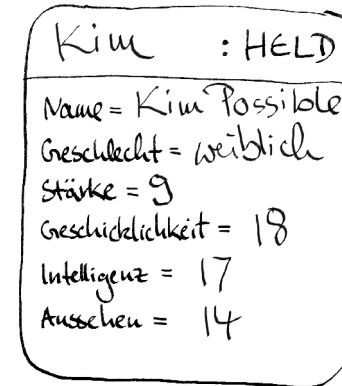 Kim : HELD
Name = Kim Possible
Geschlecht = weiblich
Stärke = 9
Geschicklichkeit = 18
Intelligenz = 17
Aussehen = 14